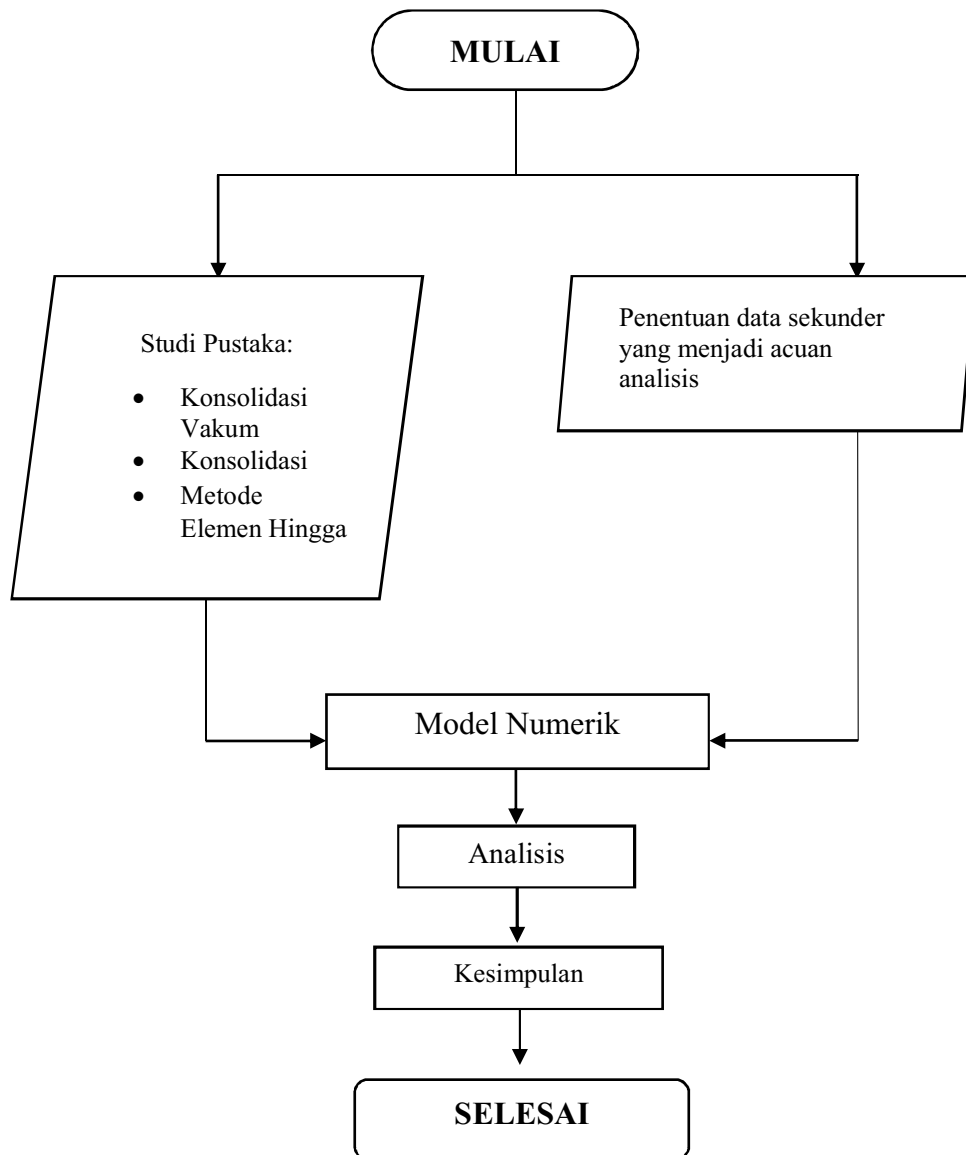 MULAI
Studi Pustaka:
• Konsolidasi
Vakum
• Konsolidasi
• Metode
Elemen Hingga
Penentuan data sekunder
yang menjadi acuan
analisis
Model Numerik
Analisis
Kesimpulan
SELESAI